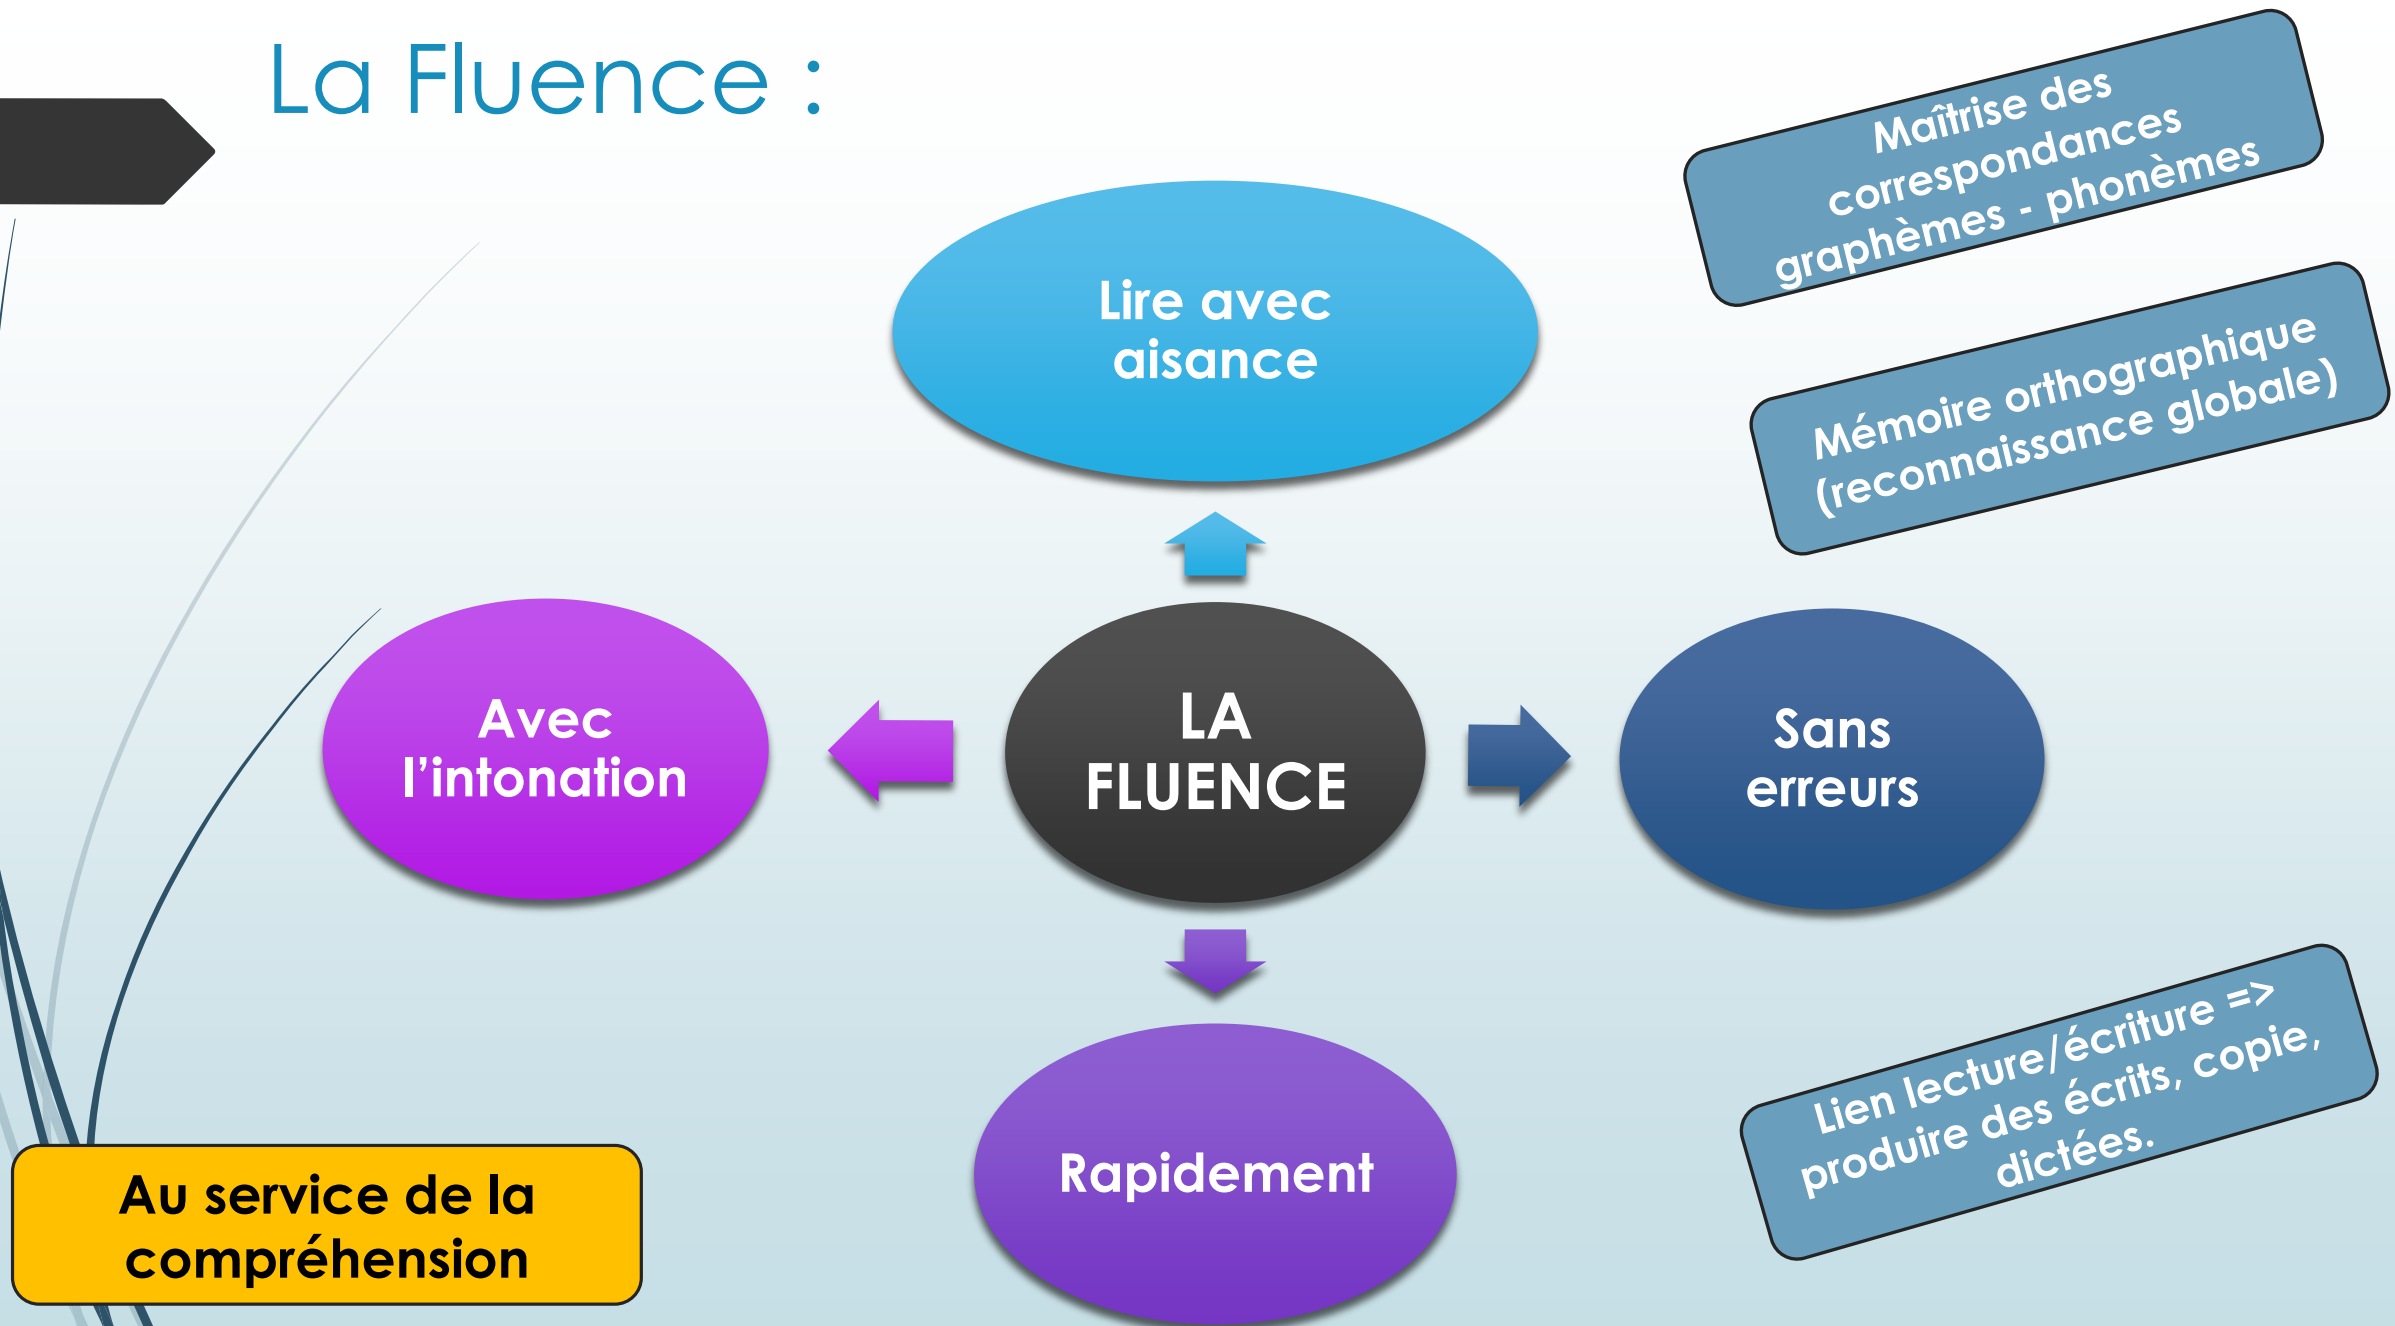 La Fluence :
Maîtrise des
correspondances
graphèmes - phonèmes
Lire avec
aisance
Mémoire orthographique
(reconnaissance globale)
Avec
l’intonation
LA
FLUENCE
Sans
erreurs
Rapidement
Lien lecture/écriture =>
produire des écrits, copie,
dictées.
Au service de la
compréhension